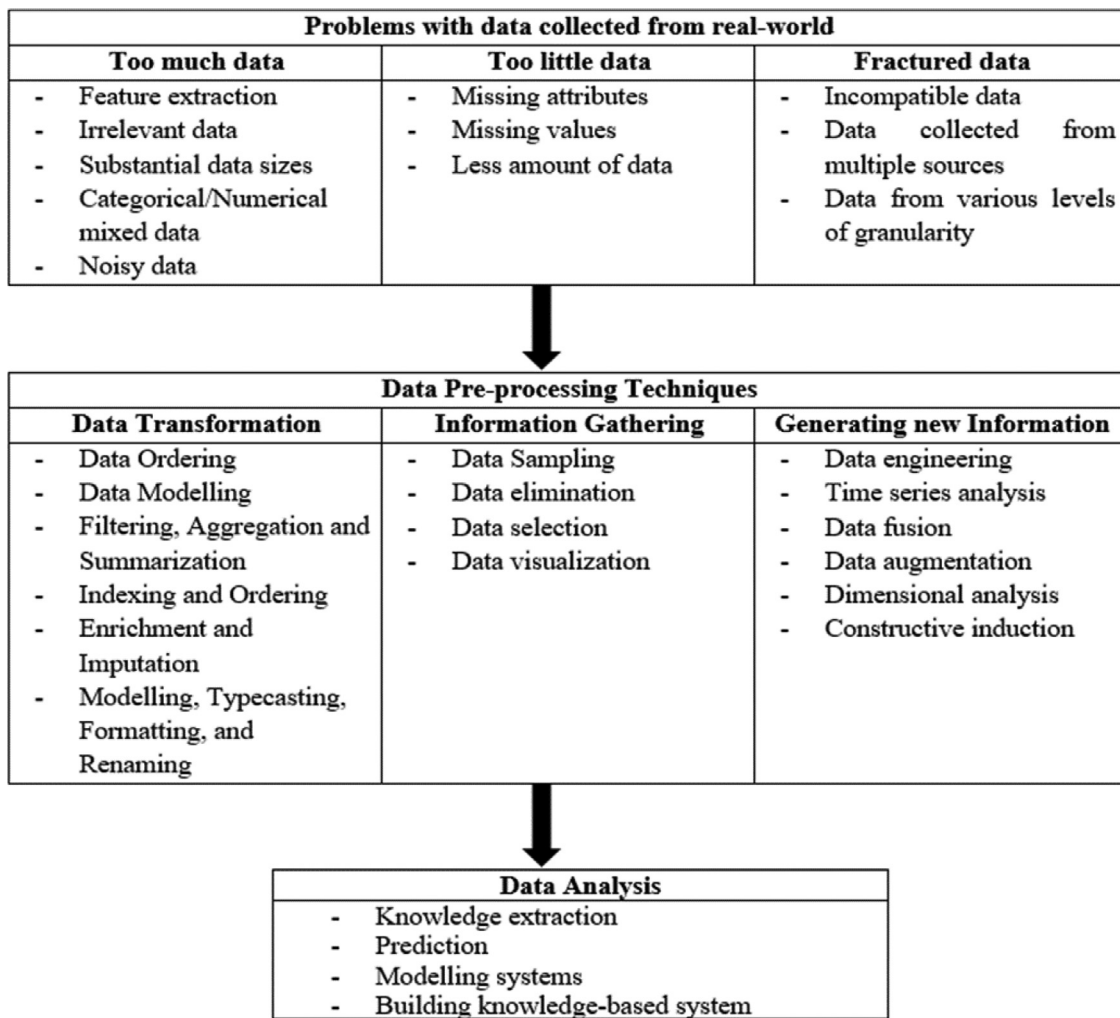 Problems with data collected from real-world
Too much data
- Feature extraction
- Irrelevant data
- Substantial data sizes
- Categorical/Numerical
mixed data
- Noisy data
Too little data
- Missing attributes
- Missing values
- Less amount of data
Fractured data
- Incompatible data
- Data collected from
multiple sources
- Data from various levels
of granularity
Data Pre-processing Techniques
Data Transformation
- Data Ordering
- Data Modelling
- Filtering, Aggregation and
Summarization
- Indexing and Ordering
- Enrichment and
Imputation
- Modelling, Typecasting,
Formatting, and
Renaming
Information Gathering
- Data Sampling
- Data elimination
- Data selection
- Data visualization
Generating new Information
- Data engineering
- Time series analysis
- Data fusion
- Data augmentation
- Dimensional analysis
- Constructive induction
Data Analysis
- Knowledge extraction
- Prediction
- Modelling systems
- Building knowledge-based system